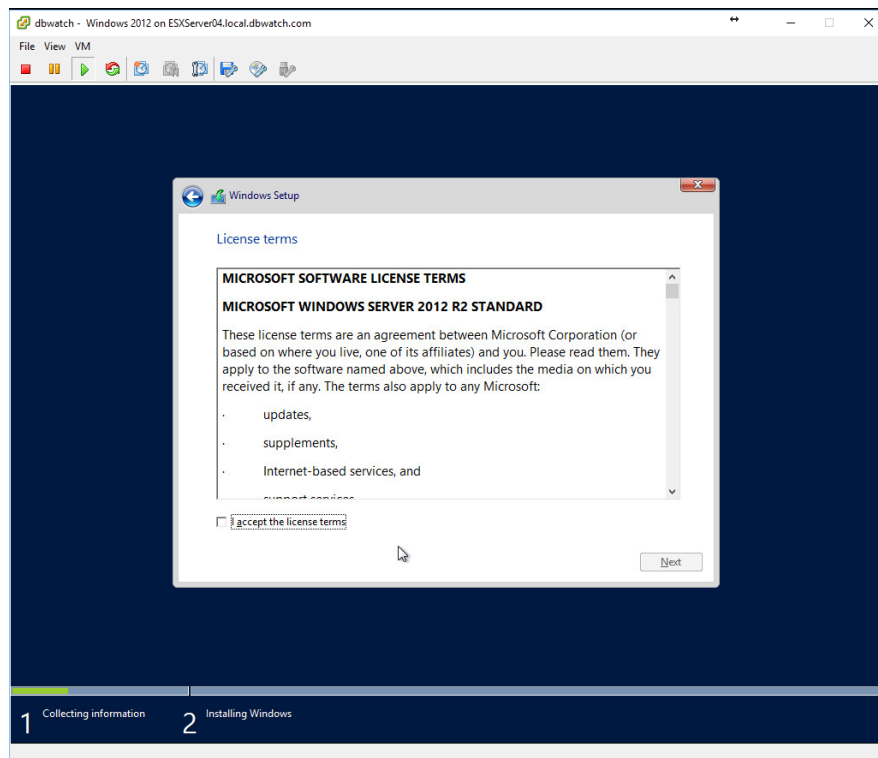 dbwatch - Windows 2012 on ESXServer04.local.dbwatch.com
File View VM
Windows Setup
License terms
MICROSOFT SOFTWARE LICENSE TERMS
MICROSOFT WINDOWS SERVER 2012 R2 STANDARD
These license terms are an agreement between Microsoft Corporation (or
based on where you live, one of its affiliates) and you. Please read them. They
apply to the software named above, which includes the media on which you
received it, if any. The terms also apply to any Microsoft:
· updates,
· supplements,
· Internet-based services, and
support services
I accept the license terms
Next
1 Collecting information 2 Installing Windows